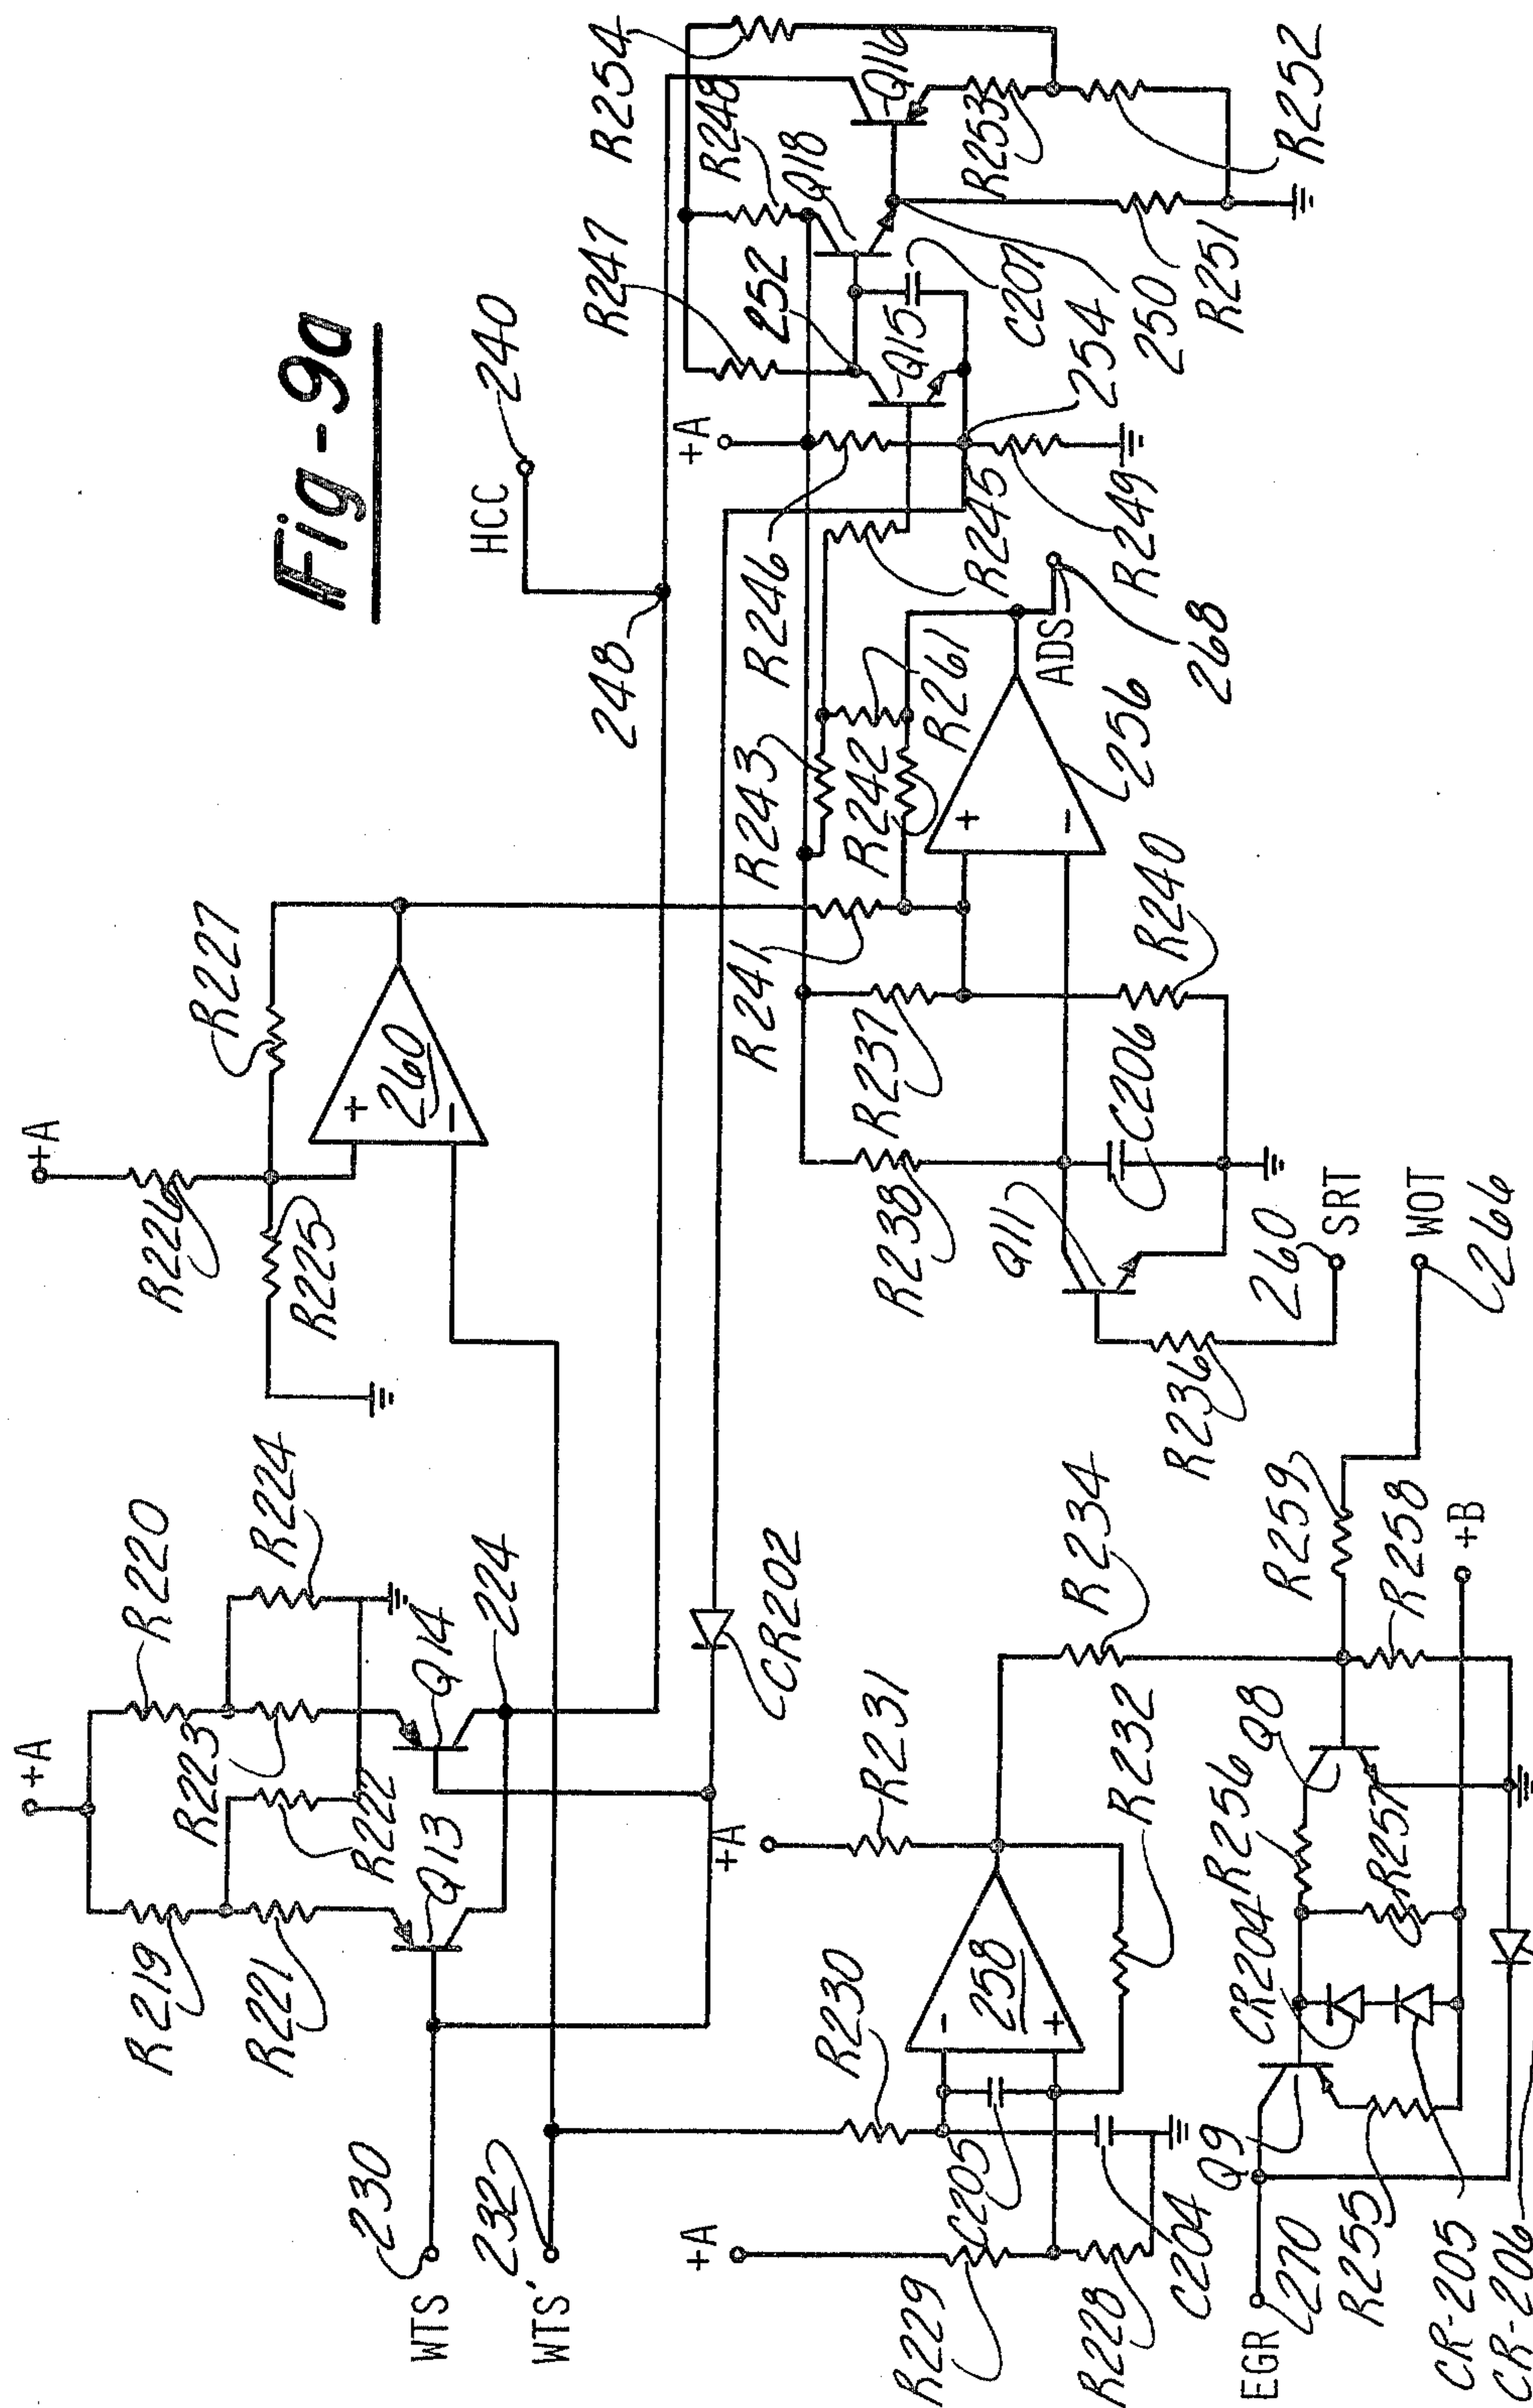 Fig-9a
+A
R220
R219
R223
R224
R221
R222
Q14
Q13
224
230
WTS
232
WTS'
CR202
+A
R226
R225
R227
260
+
-
HCC
240
248
R254
R247
R248
252
Q18
Q116
+A
Q15
R253
C207
254
250
R251
R252
R246
R245
R249
R243
R242
R261
ADS
268
R241
+
-
256
R237
R240
R238
C206
Q111
260
SRT
R236
WOT
266
+A
R231
R234
R230
-
258
+
R232
+A
R229
C205
R228
C204
R259
R258
+B
R256
Q8
R257
CR204
Q9
EGR
270
R255
CR-205
CR-206